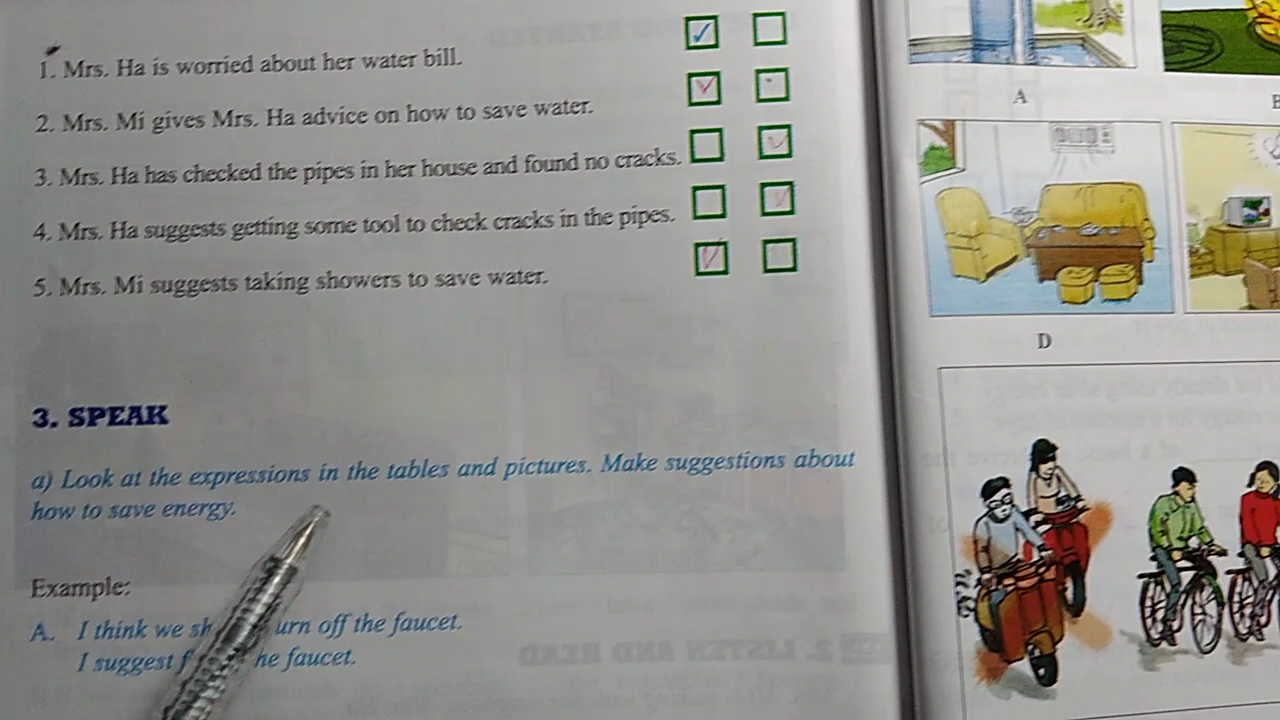 1. Mrs. Ha is worried about her water bill.
2. Mrs. Mi gives Mrs. Ha advice on how to save water.
3. Mrs. Ha has checked the pipes in her house and found no cracks.
4. Mrs. Ha suggests getting some tool to check cracks in the pipes.
5. Mrs. Mi suggests taking showers to save water.
3. SPEAK
a) Look at the expressions in the tables and pictures. Make suggestions about
how to save energy.
Example:
A. I think we sh urn off the faucet.
I suggest f he faucet.
A
D